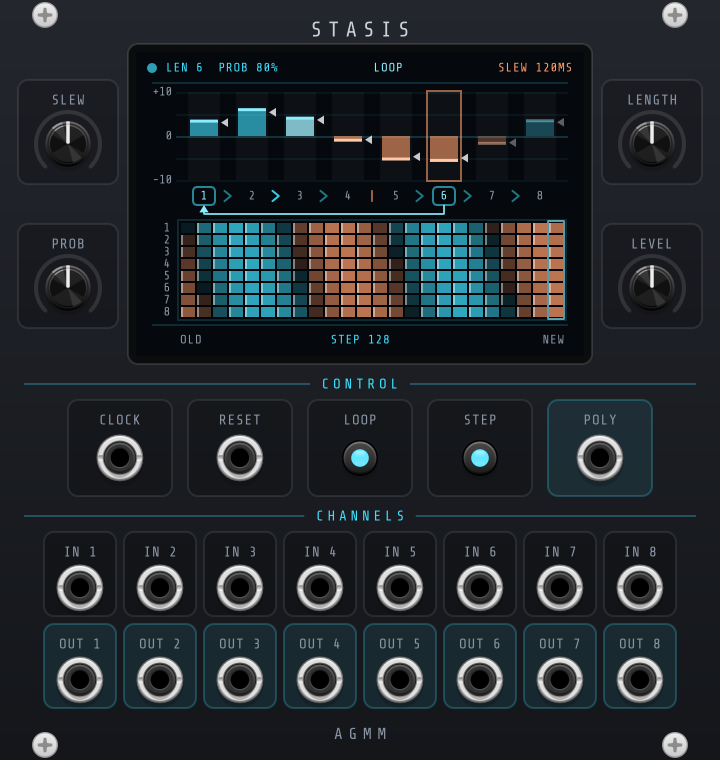 STASIS
LEN 6 PROB 80% LOOP SLEW 120MS
SLEW
LENGTH
PROB
LEVEL
+10
0
-10
1 2 3 4 5 6 7 8
1
2
3
4
5
6
7
8
OLD STEP 128 NEW
CONTROL
CLOCK RESET LOOP STEP POLY
CHANNELS
IN 1 IN 2 IN 3 IN 4 IN 5 IN 6 IN 7 IN 8
OUT 1 OUT 2 OUT 3 OUT 4 OUT 5 OUT 6 OUT 7 OUT 8
AGMM